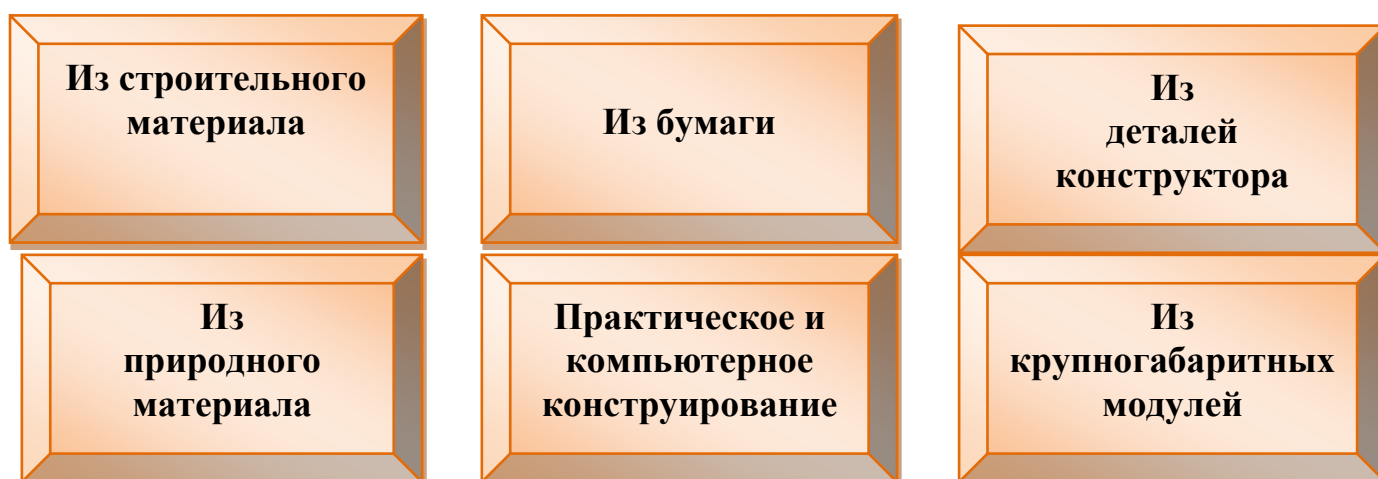 Из строительного
материала
Из бумаги
Из
деталей
конструктора
Из
природного
материала
Практическое и
компьютерное
конструирование
Из
крупногабаритных
модулей